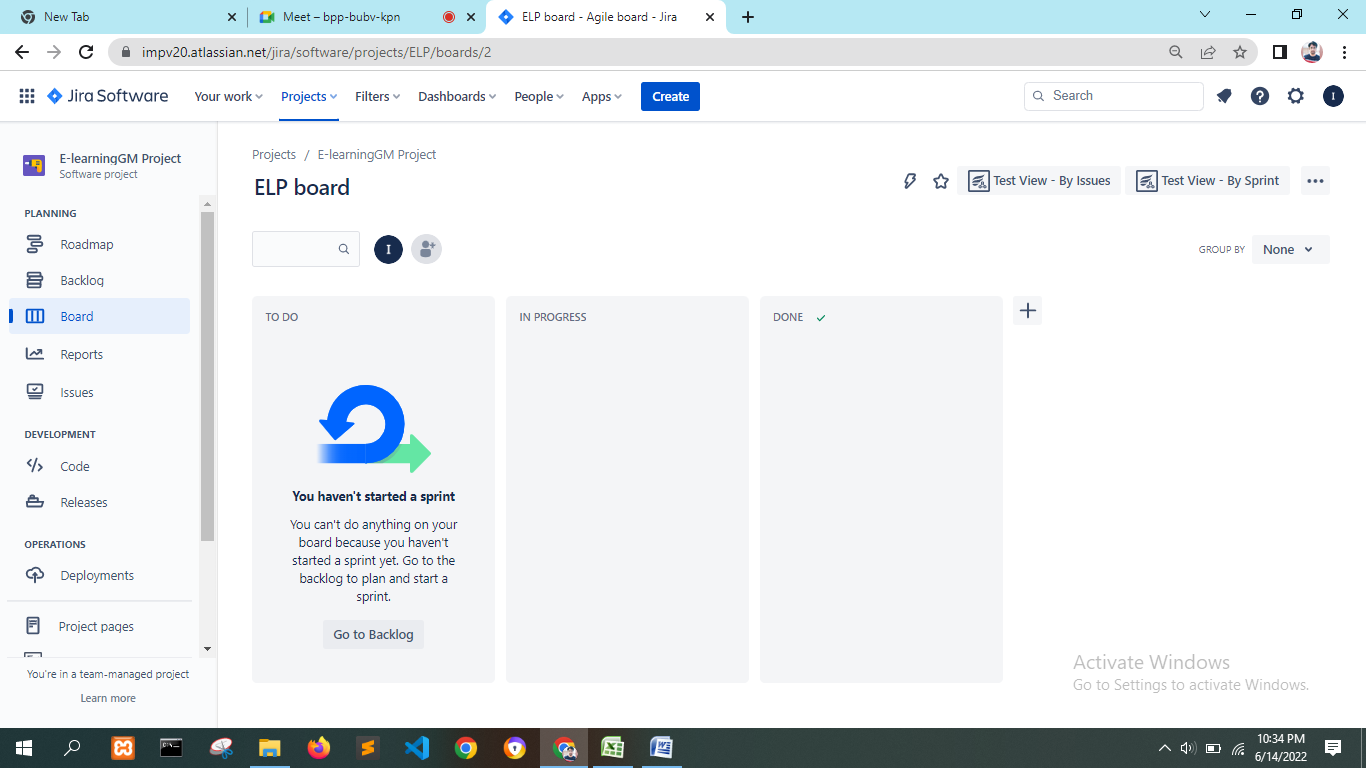 New Tab
Meet – bpp-bubv-kpn
ELP board - Agile board - Jira
impv20.atlassian.net/jira/software/projects/ELP/boards/2
Jira Software
Your work
Projects
Filters
Dashboards
People
Apps
Create
Search
I
E-learningGM Project
Software project
PLANNING
Roadmap
Backlog
Board
Reports
Issues
DEVELOPMENT
Code
Releases
OPERATIONS
Deployments
Project pages
You're in a team-managed project
Learn more
Projects / E-learningGM Project
ELP board
Test View - By Issues
Test View - By Sprint
I
GROUP BY
None
TO DO
IN PROGRESS
DONE
You haven't started a sprint
You can't do anything on your
board because you haven't
started a sprint yet. Go to the
backlog to plan and start a
sprint.
Go to Backlog
Activate Windows
Go to Settings to activate Windows.
10:34 PM
6/14/2022